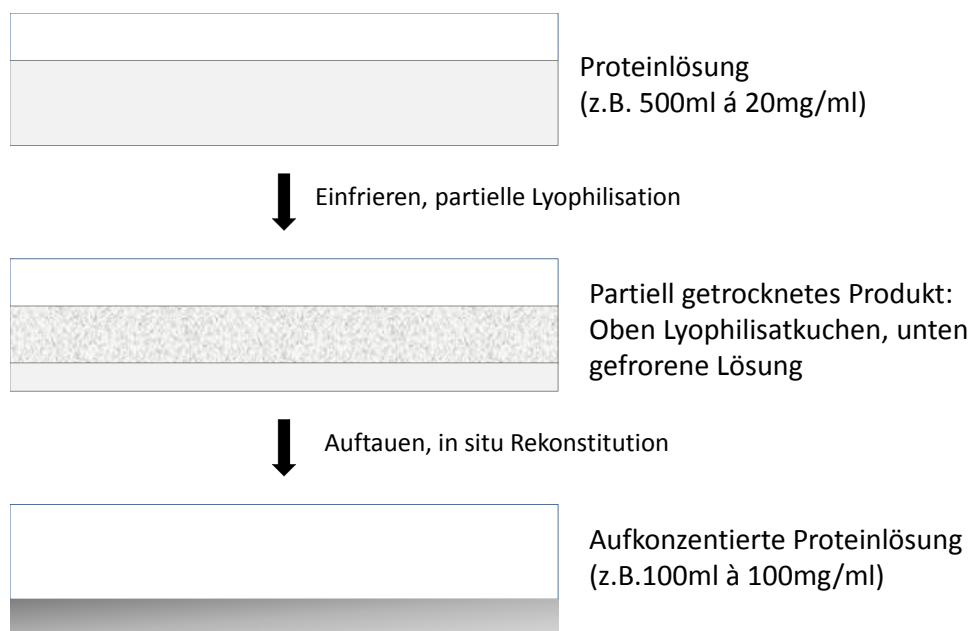 Proteinlösung
(z.B. 500ml á 20mg/ml)
Einfrieren, partielle Lyophilisation
Partiell getrocknetes Produkt:
Oben Lyophilisatkuchen, unten
gefrorene Lösung
Auftauen, in situ Rekonstitution
Aufkonzentierte Proteinlösung
(z.B.100ml à 100mg/ml)